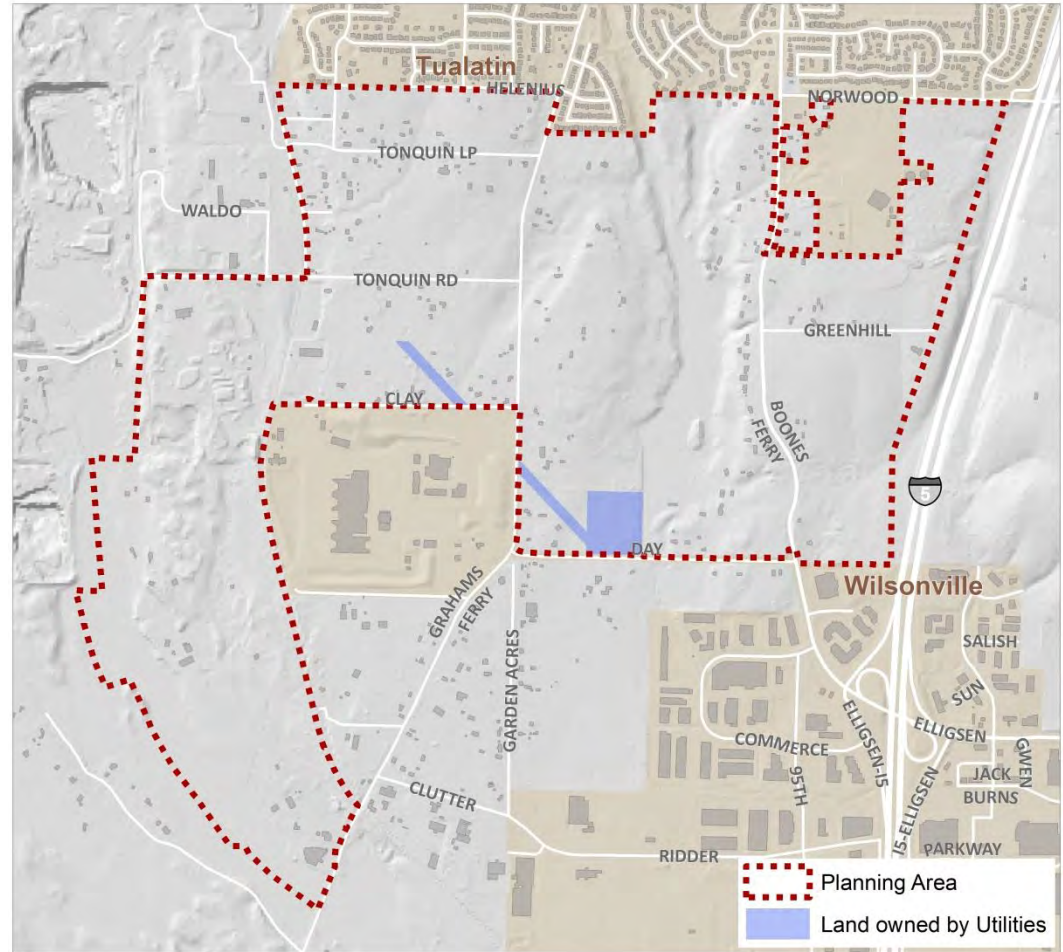 Tualatin
HELENIUS
NORWOOD
TONQUIN LP
WALDO
TONQUIN RD
GREENHILL
CLAY
BOONES
FERRY
5
DAY
Wilsonville
GRAHAMS
FERRY
GARDEN ACRES
SALISH
SUN
ELLIGSEN
COMMERCE
ELLIGSEN-I5
GWEN
95TH
JACK
BURNS
CLUTTER
I5-ELLIGSEN
RIDDER
PARKWAY
Planning Area
Land owned by Utilities